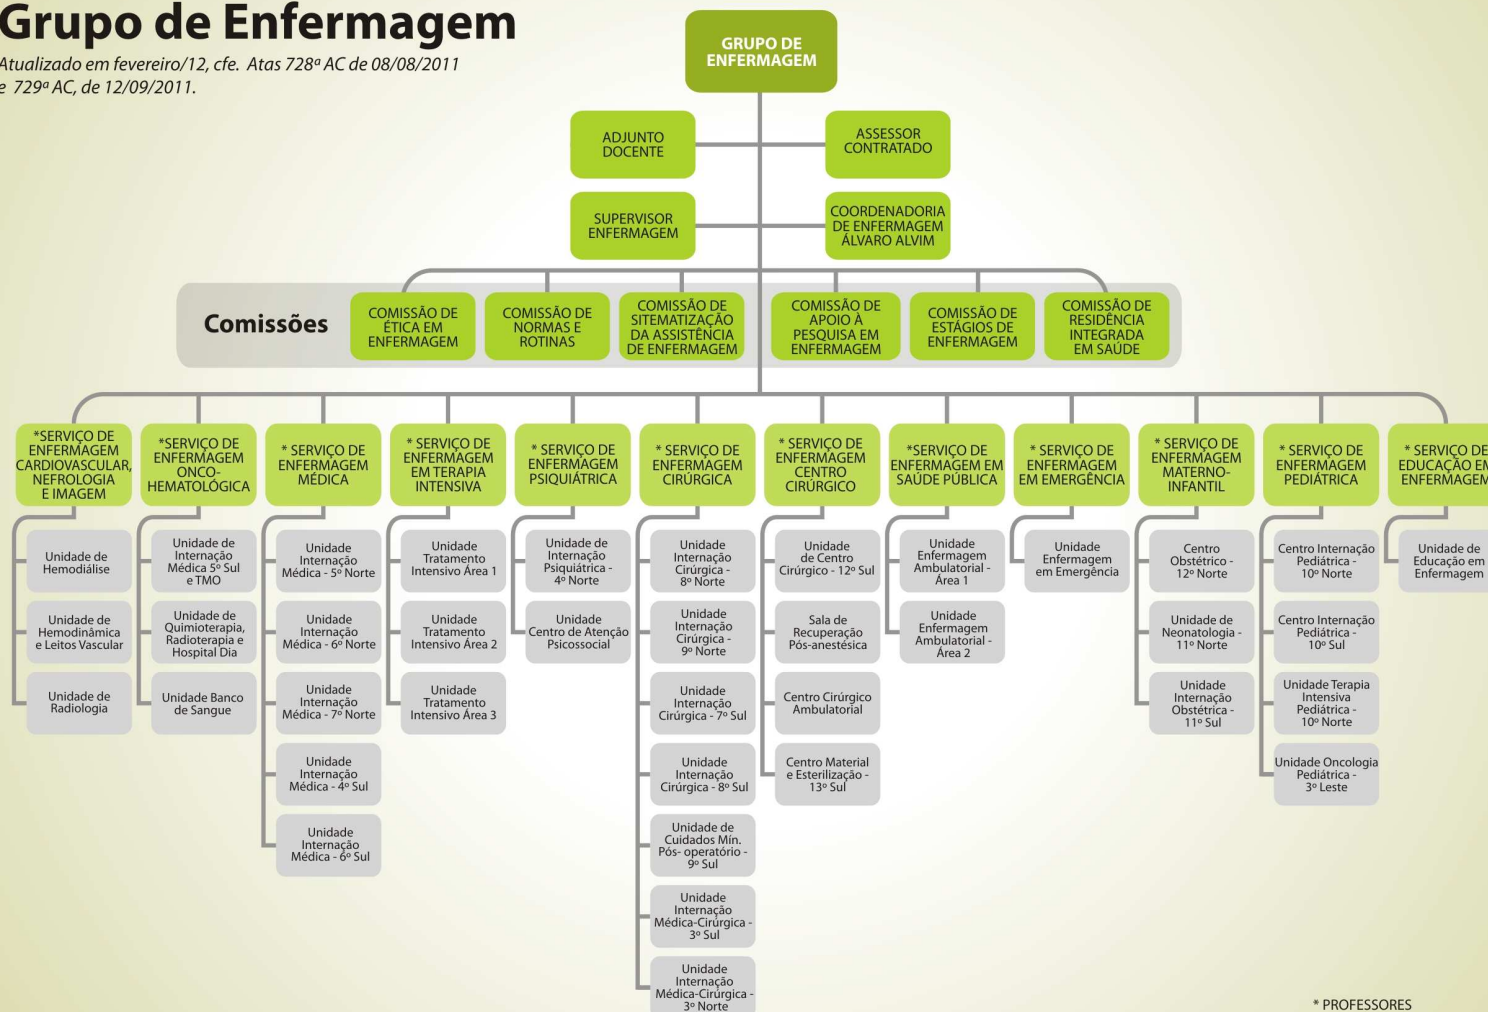 Grupo de Enfermagem
Atualizado em fevereiro/12, cfe. Atas 728ª AC de 08/08/2011
e 729ª AC, de 12/09/2011.
GRUPO DE
ENFERMAGEM
ADJUNTO
DOCENTE
ASSESSOR
CONTRATADO
SUPERVISOR
ENFERMAGEM
COORDENADORIA
DE ENFERMAGEM
ÁLVARO ALVIM
Comissões
COMISSÃO DE
ÉTICA EM
ENFERMAGEM
COMISSÃO DE
NORMAS E
ROTINAS
COMISSÃO DE
SITEMATIZAÇÃO
DA ASSISTÊNCIA
DE ENFERMAGEM
COMISSÃO DE
APOIO À
PESQUISA EM
ENFERMAGEM
COMISSÃO DE
ESTÁGIOS DE
ENFERMAGEM
COMISSÃO DE
RESIDÊNCIA
INTEGRADA
EM SAÚDE
*SERVIÇO DE
ENFERMAGEM
CARDIOVASCULAR,
NEFROLOGIA
E IMAGEM
Unidade de
Hemodiálise
Unidade de
Hemodinâmica
e Leitos Vascular
Unidade de
Radiologia
*SERVIÇO DE
ENFERMAGEM
ONCO-
HEMATOLÓGICA
Unidade de
Internação
Médica 5º Sul
e TMO
Unidade de
Quimioterapia,
Radioterapia e
Hospital Dia
Unidade Banco
de Sangue
* SERVIÇO DE
ENFERMAGEM
MÉDICA
Unidade
Internação
Médica - 5º Norte
Unidade
Internação
Médica - 6º Norte
Unidade
Internação
Médica - 7º Norte
Unidade
Internação
Médica - 4º Sul
Unidade
Internação
Médica - 6º Sul
* SERVIÇO DE
ENFERMAGEM
EM TERAPIA
INTENSIVA
Unidade
Tratamento
Intensivo Área 1
Unidade
Tratamento
Intensivo Área 2
Unidade
Tratamento
Intensivo Área 3
* SERVIÇO DE
ENFERMAGEM
PSIQUIÁTRICA
Unidade de
Internação
Psiquiátrica -
4º Norte
Unidade
Centro de Atenção
Psicossocial
* SERVIÇO DE
ENFERMAGEM
CIRÚRGICA
Unidade
Internação
Cirúrgica -
8º Norte
Unidade
Internação
Cirúrgica -
9º Norte
Unidade
Internação
Cirúrgica - 7º Sul
Unidade
Internação
Cirúrgica - 8º Sul
Unidade de
Cuidados Mín.
Pós- operatório -
9º Sul
Unidade
Internação
Médica-Cirúrgica -
3º Sul
Unidade
Internação
Médica-Cirúrgica -
3º Norte
* SERVIÇO DE
ENFERMAGEM
CENTRO
CIRÚRGICO
Unidade
de Centro
Cirúrgico - 12º Sul
Sala de
Recuperação
Pós-anestésica
Centro Cirúrgico
Ambulatorial
Centro Material
e Esterilização -
13º Sul
*SERVIÇO DE
ENFERMAGEM EM
SAÚDE PÚBLICA
Unidade
Enfermagem
Ambulatorial -
Área 1
Unidade
Enfermagem
Ambulatorial -
Área 2
* SERVIÇO DE
ENFERMAGEM
EM EMERGÊNCIA
Unidade
Enfermagem
em Emergência
* SERVIÇO DE
ENFERMAGEM
MATERNO-
INFANTIL
Centro
Obstétrico -
12º Norte
Unidade de
Neonatologia -
11º Norte
Unidade
Internação
Obstétrica -
11º Sul
* SERVIÇO DE
ENFERMAGEM
PEDIÁTRICA
Centro Internação
Pediátrica -
10º Norte
Centro Internação
Pediátrica -
10º Sul
Unidade Terapia
Intensiva
Pediátrica -
10º Norte
Unidade Oncologia
Pediátrica -
3º Leste
* SERVIÇO DE
EDUCAÇÃO EM
ENFERMAGEM
Unidade de
Educação em
Enfermagem
* PROFESSORES